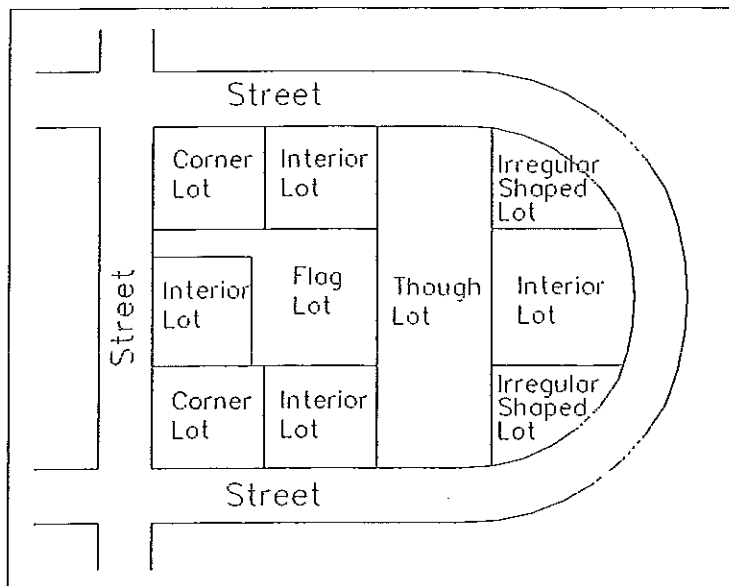 Street
Corner
Lot
Interior
Lot
Irregular
Shaped
Lot
Street
Interior
Lot
Flag
Lot
Though
Lot
Interior
Lot
Corner
Lot
Interior
Lot
Irregular
Shaped
Lot
Street